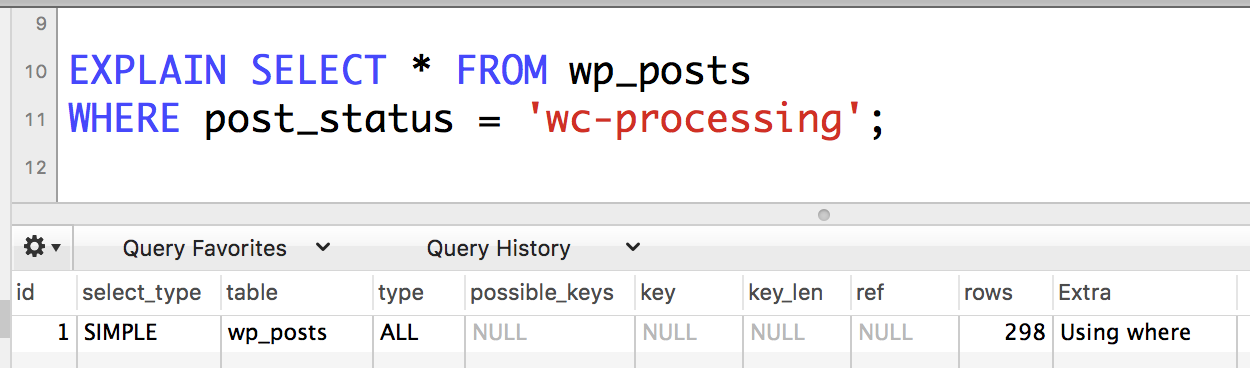 9
10 EXPLAIN SELECT * FROM wp_posts
11 WHERE post_status = 'wc-processing';
12
Query Favorites Query History
id select_type table type possible_keys key key_len ref rows Extra
1 SIMPLE wp_posts ALL NULL NULL NULL NULL 298 Using where